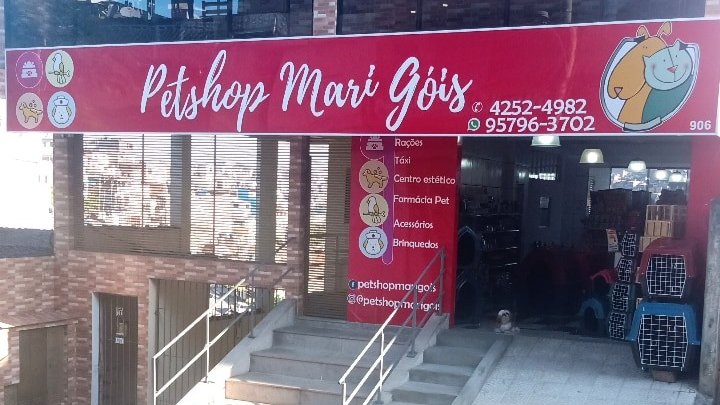 Petshop Mari Góis
4252-4982
95796-3702
906
Rações
Táxi
Centro estético
Farmácia Pet
Acessórios
Brinquedos
petshopmarigois
@petshopmarigois